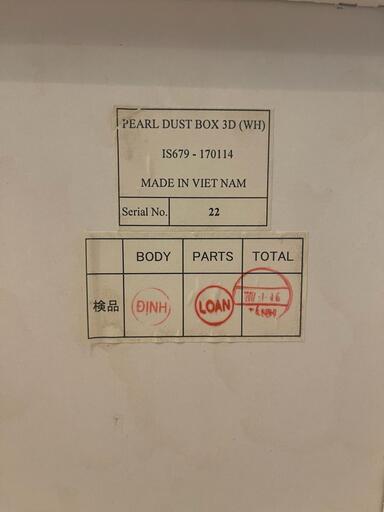 PEARL DUST BOX 3D (WH)
IS679 - 170114
MADE IN VIET NAM
Serial No. 22
BODY PARTS TOTAL
検品 ĐỊNH LOAN